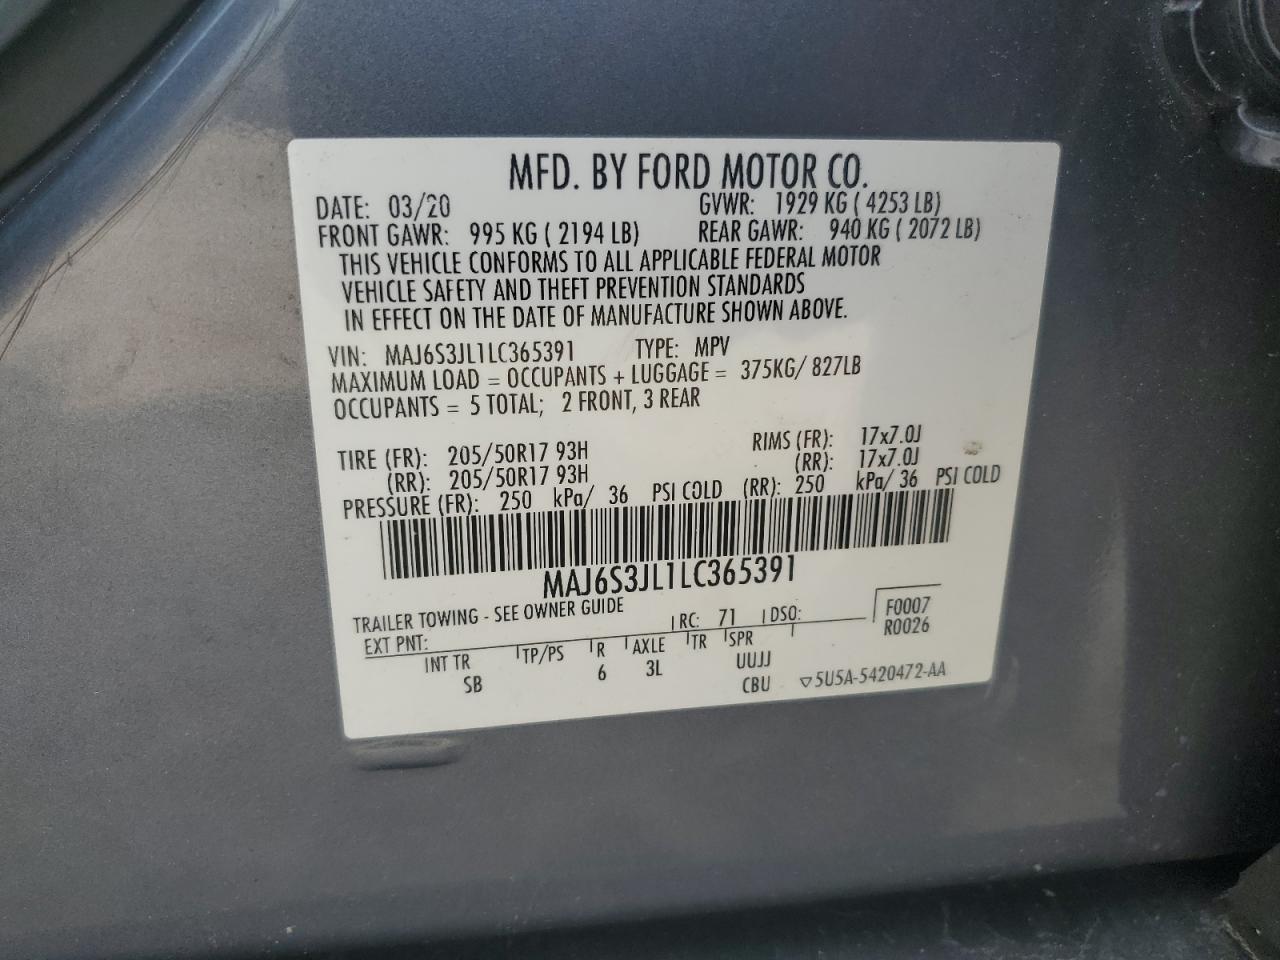 MFD. BY FORD MOTOR CO.
DATE: 03/20 GVWR: 1929 KG ( 4253 LB)
FRONT GAWR: 995 KG ( 2194 LB) REAR GAWR: 940 KG ( 2072 LB)
THIS VEHICLE CONFORMS TO ALL APPLICABLE FEDERAL MOTOR
VEHICLE SAFETY AND THEFT PREVENTION STANDARDS
IN EFFECT ON THE DATE OF MANUFACTURE SHOWN ABOVE.
VIN: MAJ6S3JL1LC365391 TYPE: MPV
MAXIMUM LOAD = OCCUPANTS + LUGGAGE = 375KG/ 827LB
OCCUPANTS = 5 TOTAL; 2 FRONT, 3 REAR
TIRE (FR): 205/50R17 93H RIMS (FR): 17x7.0J
(RR): 205/50R17 93H (RR): 17x7.0J
PRESSURE (FR): 250 kPa/ 36 PSI COLD (RR): 250 kPa/ 36 PSI COLD
MAJ6S3JL1LC365391
TRAILER TOWING - SEE OWNER GUIDE
EXT PNT: RC: 71 DSO: F0007
R0026
INT TR TP/PS R AXLE TR SPR
SB 6 3L UUJJ
CBU ▽5U5A-5420472-AA